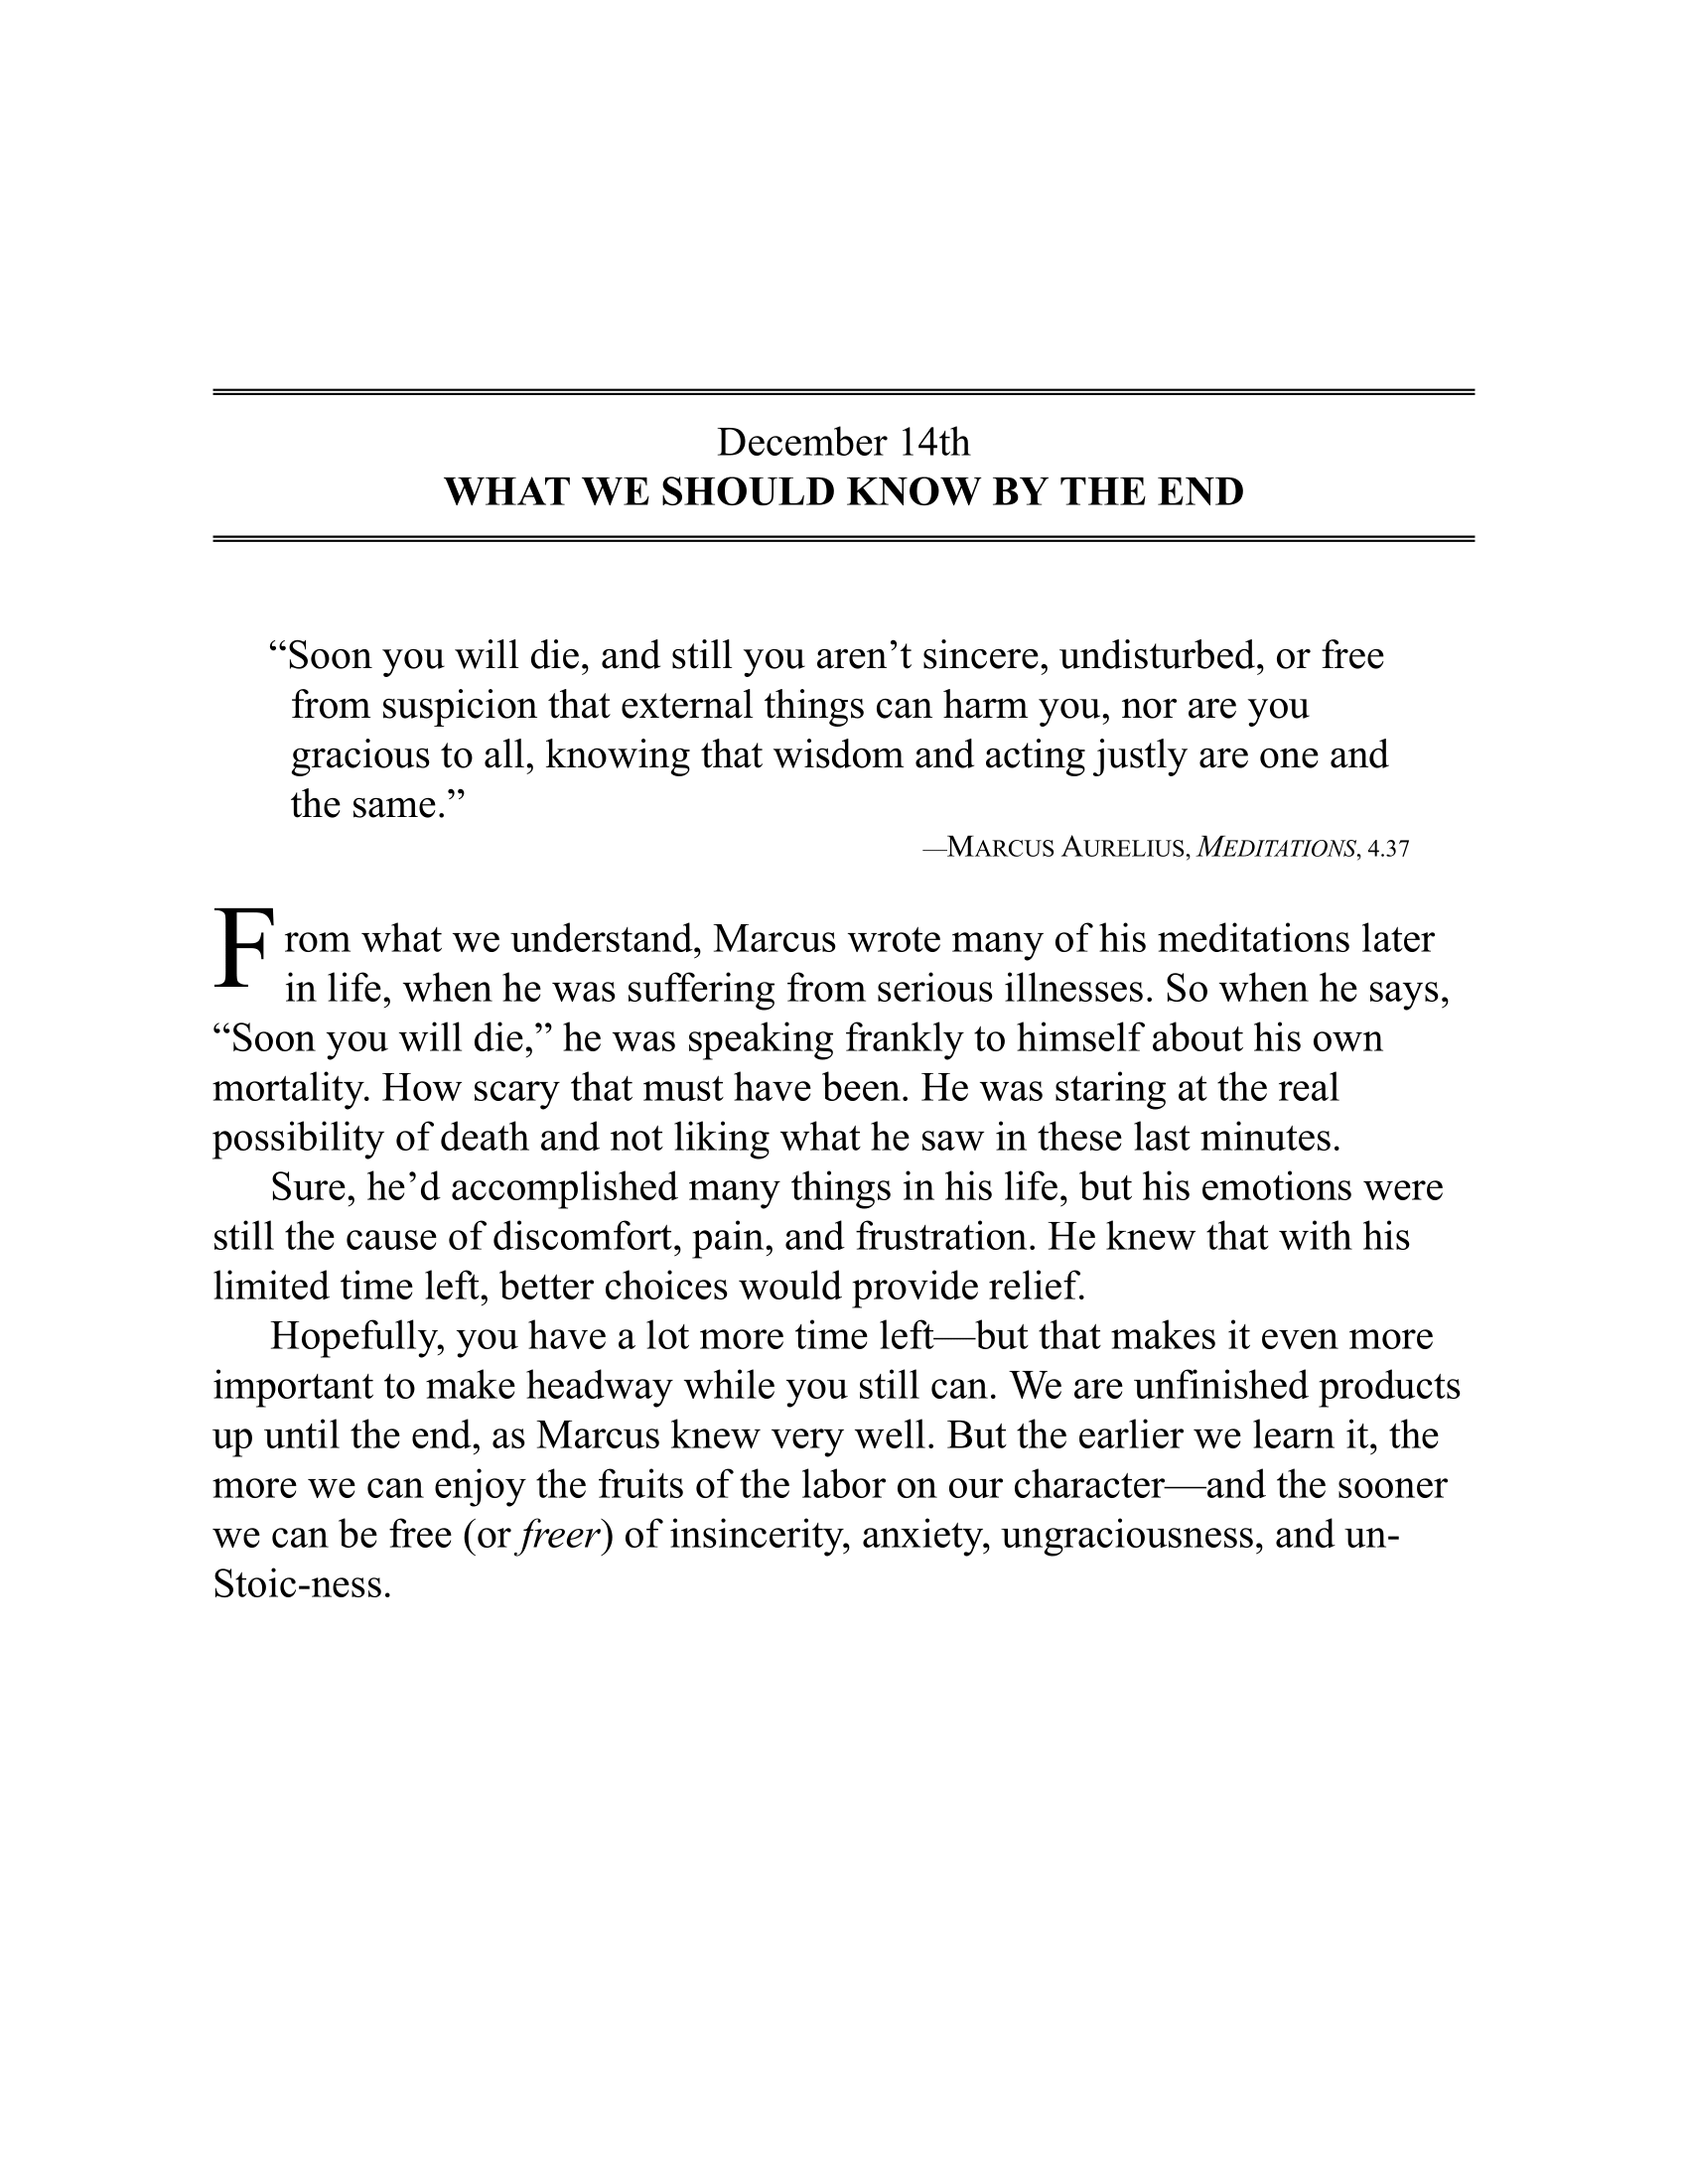 December 14th
WHAT WE SHOULD KNOW BY THE END
“Soon you will die, and still you aren’t sincere, undisturbed, or free
from suspicion that external things can harm you, nor are you
gracious to all, knowing that wisdom and acting justly are one and
the same.”
—MARCUS AURELIUS, MEDITATIONS, 4.37
From what we understand, Marcus wrote many of his meditations later
in life, when he was suffering from serious illnesses. So when he says,
“Soon you will die,” he was speaking frankly to himself about his own
mortality. How scary that must have been. He was staring at the real
possibility of death and not liking what he saw in these last minutes.
Sure, he’d accomplished many things in his life, but his emotions were
still the cause of discomfort, pain, and frustration. He knew that with his
limited time left, better choices would provide relief.
Hopefully, you have a lot more time left—but that makes it even more
important to make headway while you still can. We are unfinished products
up until the end, as Marcus knew very well. But the earlier we learn it, the
more we can enjoy the fruits of the labor on our character—and the sooner
we can be free (or freer) of insincerity, anxiety, ungraciousness, and un-
Stoic-ness.